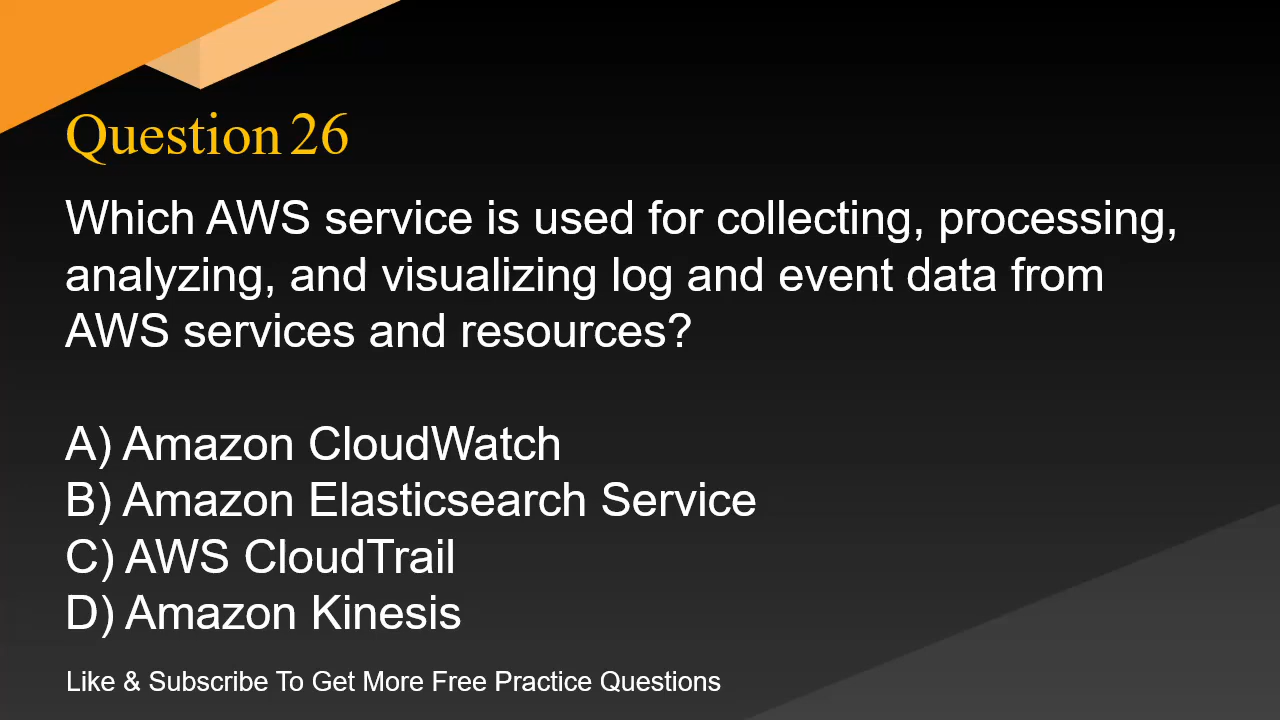 Question 26
Which AWS service is used for collecting, processing,
analyzing, and visualizing log and event data from
AWS services and resources?
A) Amazon CloudWatch
B) Amazon Elasticsearch Service
C) AWS CloudTrail
D) Amazon Kinesis
Like & Subscribe To Get More Free Practice Questions